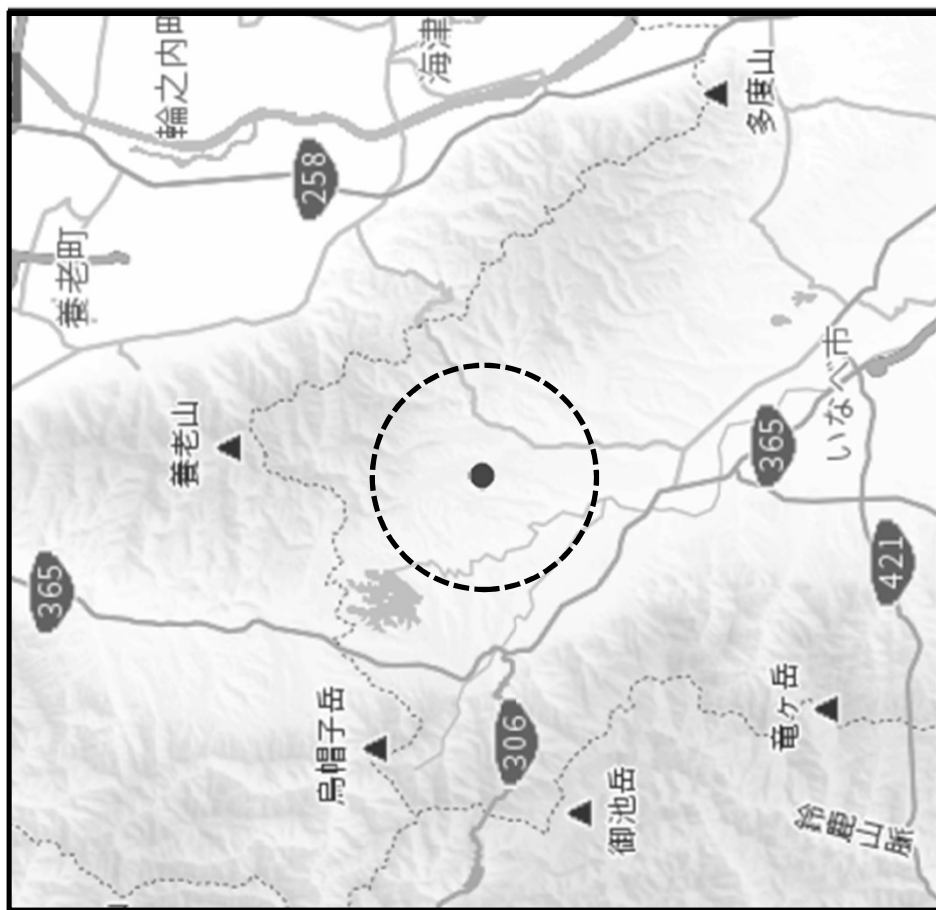 365
養老町
輪之内町
養老山
258
烏帽子岳
海津
306
御池岳
多度山
365
竜ヶ岳
いなべ市
鈴鹿山脈
421